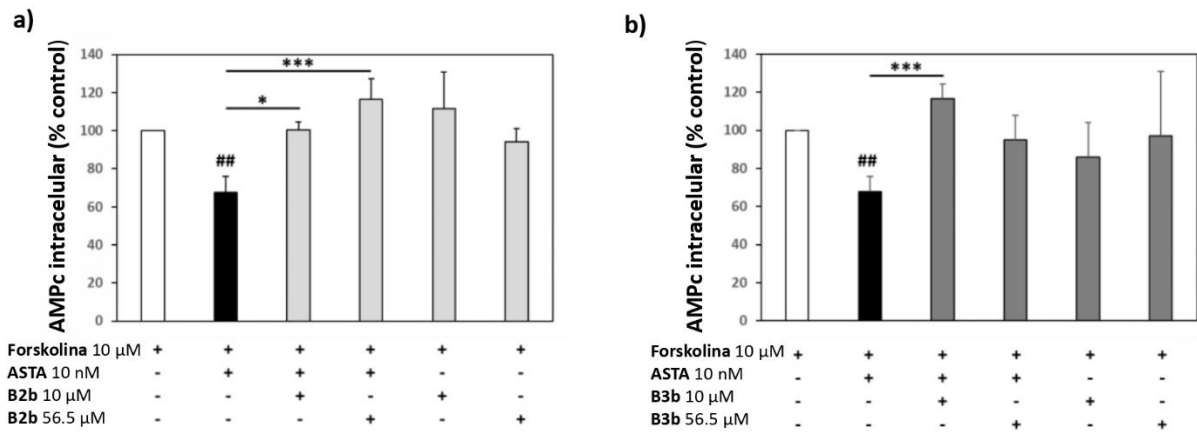 a)
AMPc intracelular (% control)
140
120
100
80
60
40
20
0
***
*
##
Forskolina 10 µM + + + + + +
ASTA 10 nM - + + + - -
B2b 10 µM - - + - + -
B2b 56.5 µM - - - + - +
b)
AMPc intracelular (% control)
140
120
100
80
60
40
20
0
***
##
Forskolina 10 µM + + + + + +
ASTA 10 nM - + + + - -
B3b 10 µM - - + - + -
B3b 56.5 µM - - - + - +